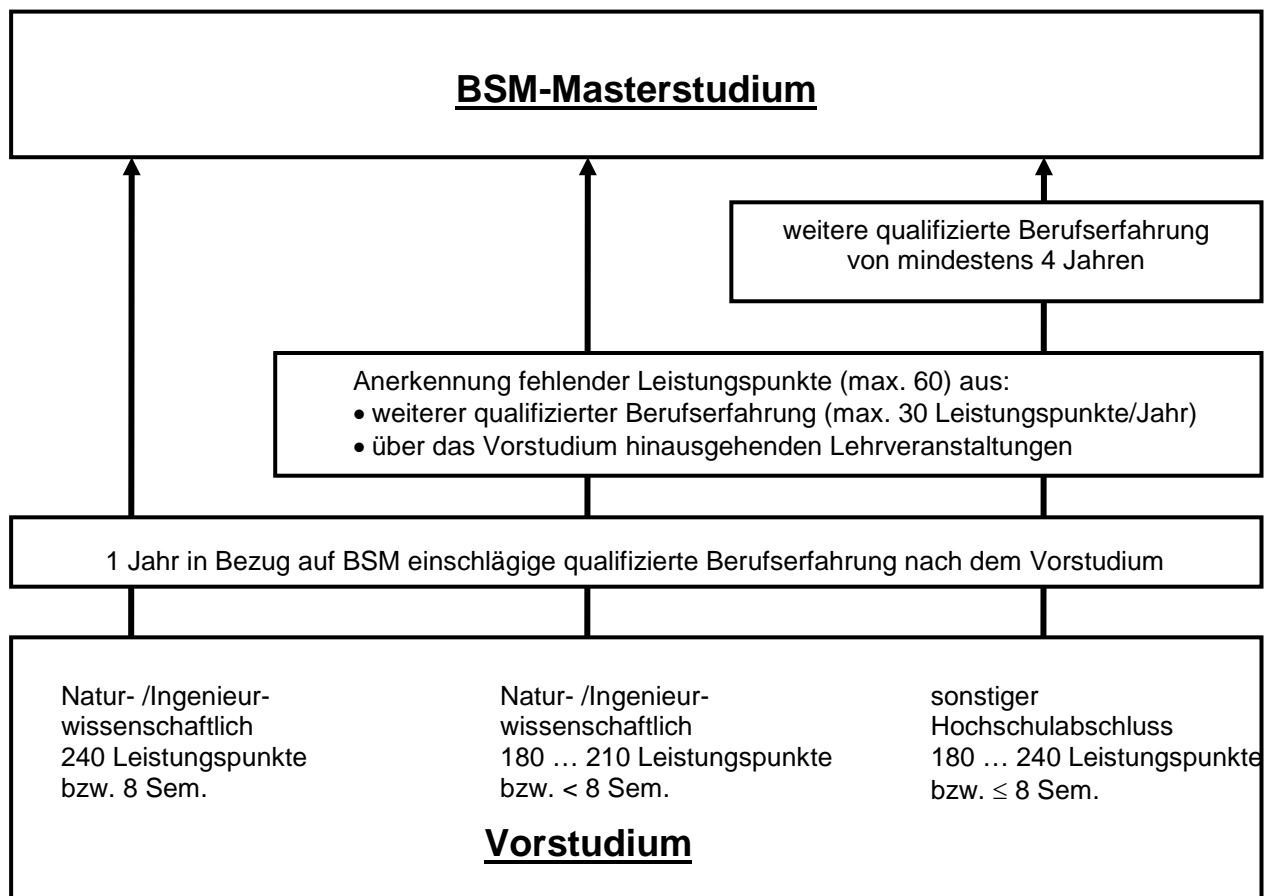 BSM-Masterstudium
weitere qualifizierte Berufserfahrung
von mindestens 4 Jahren
Anerkennung fehlender Leistungspunkte (max. 60) aus:
• weiterer qualifizierter Berufserfahrung (max. 30 Leistungspunkte/Jahr)
• über das Vorstudium hinausgehenden Lehrveranstaltungen
1 Jahr in Bezug auf BSM einschlägige qualifizierte Berufserfahrung nach dem Vorstudium
Natur- /Ingenieur-
wissenschaftlich
240 Leistungspunkte
bzw. 8 Sem.
Natur- /Ingenieur-
wissenschaftlich
180 … 210 Leistungspunkte
bzw. < 8 Sem.
sonstiger
Hochschulabschluss
180 … 240 Leistungspunkte
bzw. ≤ 8 Sem.
Vorstudium